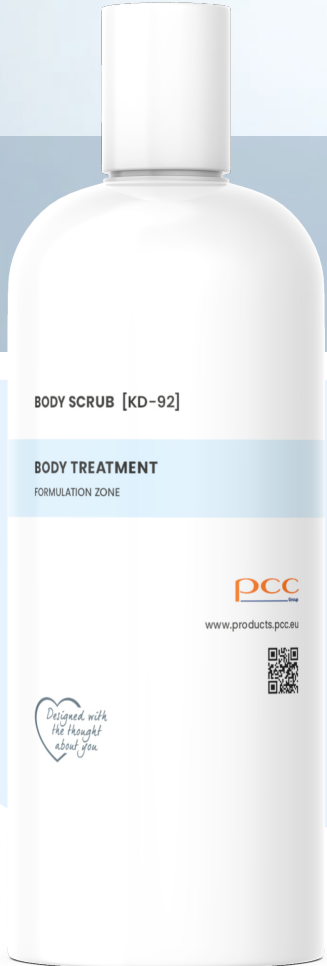 BODY SCRUB [KD-92]
BODY TREATMENT
FORMULATION ZONE
pcc
Group
www.products.pcc.eu
Designed with
the thought
about you